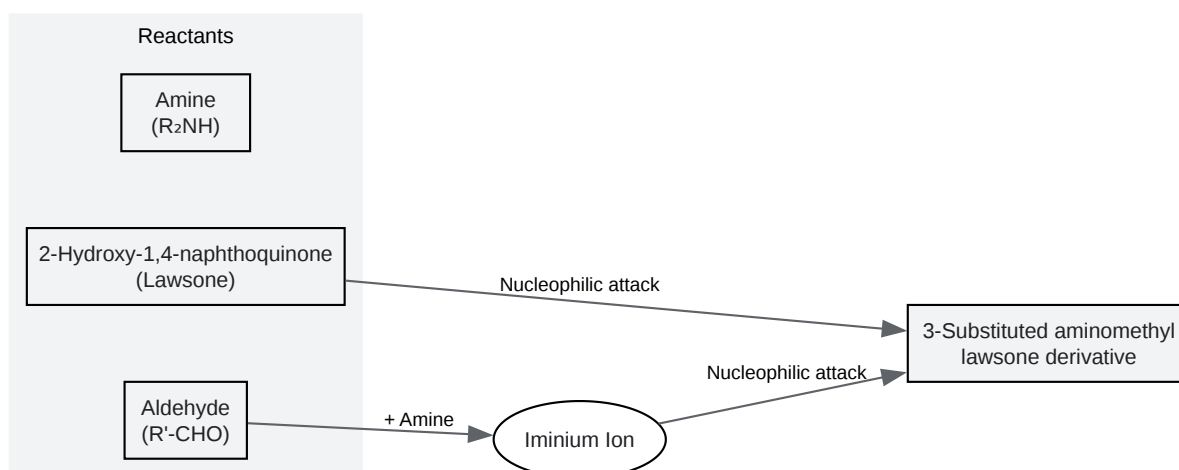 Reactants
Amine
(R₂NH)
2-Hydroxy-1,4-naphthoquinone
(Lawsone)
Nucleophilic attack
3-Substituted aminomethyl
lawsone derivative
Nucleophilic attack
Aldehyde
(R'-CHO)
+ Amine
Iminium Ion